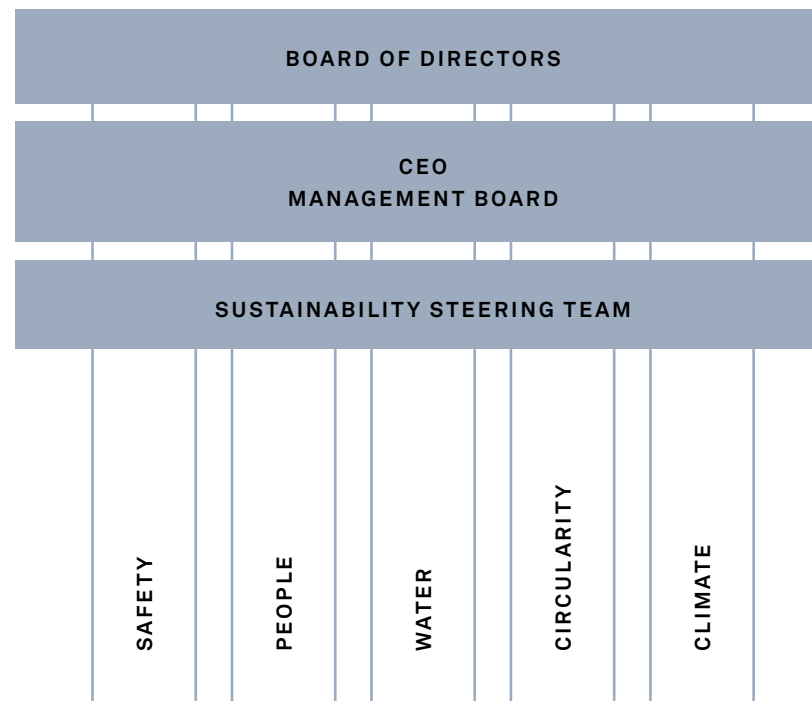 BOARD OF DIRECTORS
CEO
MANAGEMENT BOARD
SUSTAINABILITY STEERING TEAM
SAFETY
PEOPLE
WATER
CIRCULARITY
CLIMATE